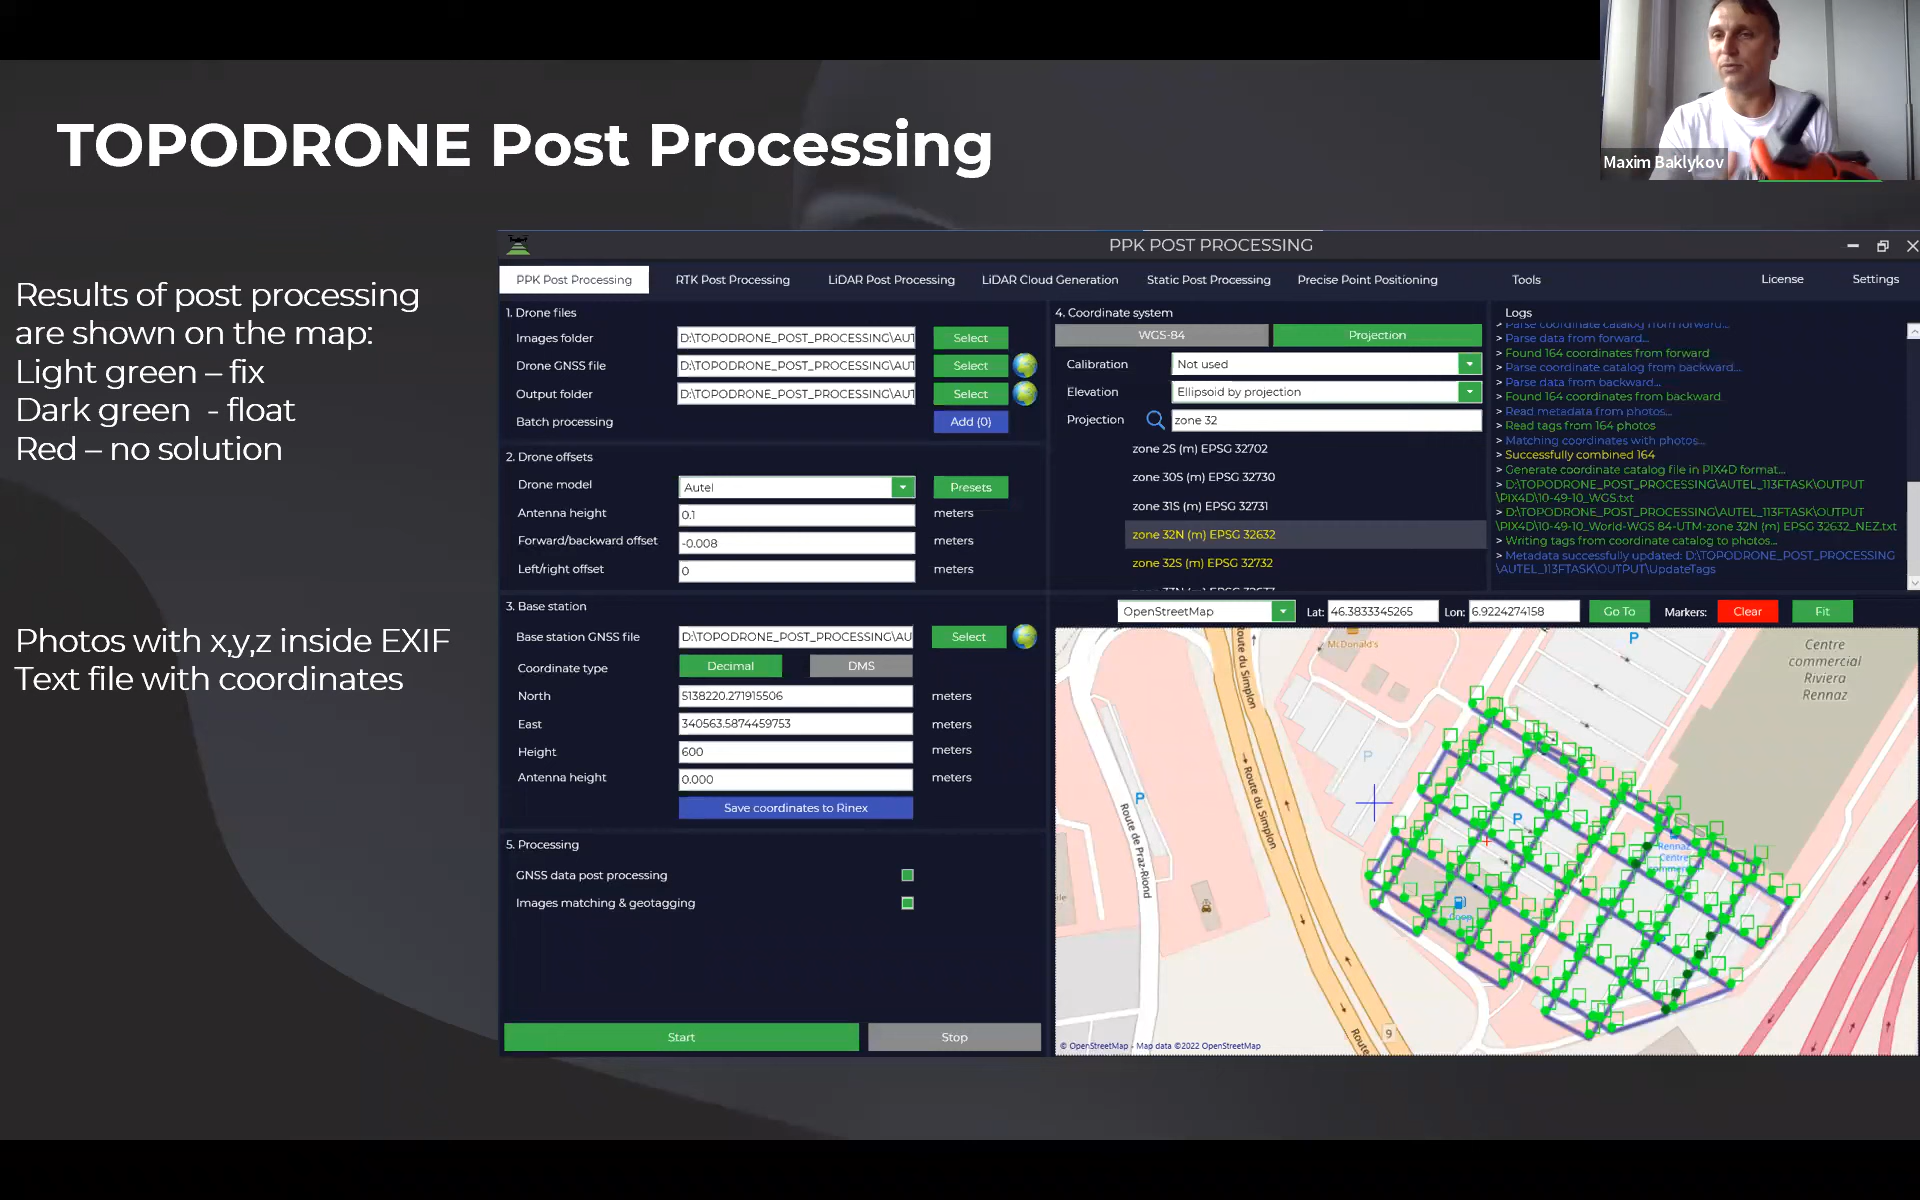 TOPODRONE Post Processing
Maxim Baklykov
Results of post processing
are shown on the map:
Light green – fix
Dark green - float
Red – no solution
Photos with x,y,z inside EXIF
Text file with coordinates
PPK POST PROCESSING
PPK Post Processing
RTK Post Processing
LiDAR Post Processing
LiDAR Cloud Generation
Static Post Processing
Precise Point Positioning
Tools
License
Settings
1. Drone files
Images folder
D:\TOPODRONE_POST_PROCESSING\AUT
Select
Drone GNSS file
D:\TOPODRONE_POST_PROCESSING\AUT
Select
Output folder
D:\TOPODRONE_POST_PROCESSING\AUT
Select
Batch processing
Add (0)
2. Drone offsets
Drone model
Autel
Presets
Antenna height
0.1
meters
Forward/backward offset
-0.008
meters
Left/right offset
0
meters
3. Base station
Base station GNSS file
D:\TOPODRONE_POST_PROCESSING\AU
Select
Coordinate type
Decimal
DMS
North
5138220.271915506
meters
East
340563.5874459753
meters
Height
600
meters
Antenna height
0.000
meters
Save coordinates to Rinex
5. Processing
GNSS data post processing
Images matching & geotagging
Start
Stop
4. Coordinate system
WGS-84
Projection
Calibration
Not used
Elevation
Ellipsoid by projection
Projection
zone 32
zone 2S (m) EPSG 32702
zone 30S (m) EPSG 32730
zone 31S (m) EPSG 32731
zone 32N (m) EPSG 32632
zone 32S (m) EPSG 32732
Logs
> Parse coordinate catalog from forward...
> Parse data from forward...
> Found 164 coordinates from forward
> Parse coordinate catalog from backward...
> Parse data from backward...
> Found 164 coordinates from backward
> Read metadata from photos...
> Read tags from 164 photos
> Matching coordinates with photos...
> Successfully combined 164
> Generate coordinate catalog file in PIX4D format...
> D:\TOPODRONE_POST_PROCESSING\AUTEL_113FTASK\OUTPUT
\PIX4D\10-49-10_WGS.txt
> D:\TOPODRONE_POST_PROCESSING\AUTEL_113FTASK\OUTPUT
\PIX4D\10-49-10_World-WGS 84-UTM-zone 32N (m) EPSG 32632_NEZ.txt
> Writing tags from coordinate catalog to photos...
> Metadata successfully updated: D:\TOPODRONE_POST_PROCESSING
\AUTEL_113FTASK\OUTPUT\UpdateTags
OpenStreetMap
Lat:
46.3833345265
Lon:
6.9224274158
Go To
Markers:
Clear
Fit
McDonald's
Route du Simplon
P
Centre
commercial
Riviera
Rennaz
P
Route du Simplon
P
Route de Praz-Riond
P
Rennaz
Centre
Coop
9
Route
© OpenStreetMap - Map data ©2022 OpenStreetMap